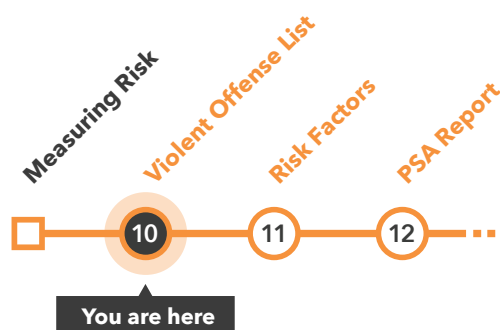 Measuring Risk
Violent Offense List
Risk Factors
PSA Report
10
11
12
You are here